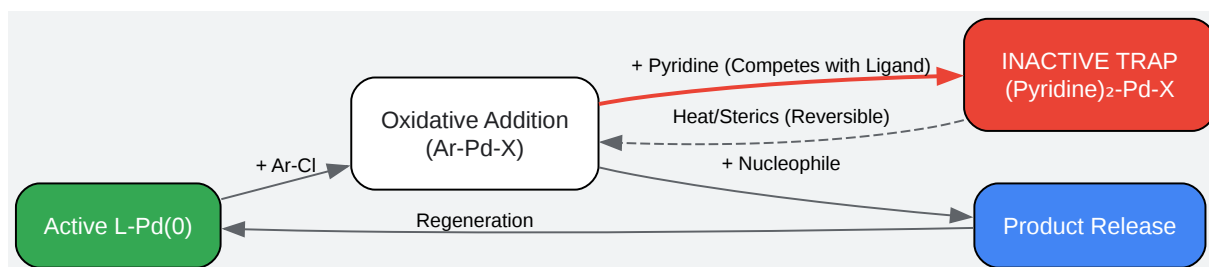 + Pyridine (Competes with Ligand)
INACTIVE TRAP
(Pyridine)₂-Pd-X
Oxidative Addition
(Ar-Pd-X)
Heat/Sterics (Reversible)
+ Ar-Cl
+ Nucleophile
Active L-Pd(0)
Regeneration
Product Release